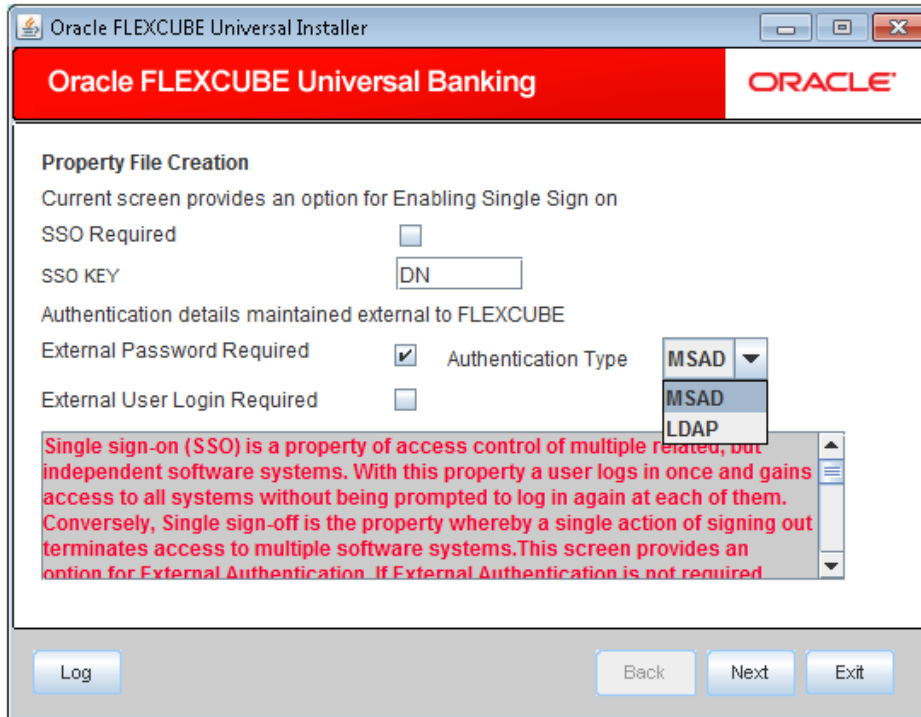 Oracle FLEXCUBE Universal Installer
Oracle FLEXCUBE Universal Banking
ORACLE
Property File Creation
Current screen provides an option for Enabling Single Sign on
SSO Required
SSO KEY DN
Authentication details maintained external to FLEXCUBE
External Password Required Authentication Type MSAD
External User Login Required MSAD
LDAP
Single sign-on (SSO) is a property of access control of multiple related, but
independent software systems. With this property a user logs in once and gains
access to all systems without being prompted to log in again at each of them.
Conversely, Single sign-off is the property whereby a single action of signing out
terminates access to multiple software systems.This screen provides an
option for External Authentication. If External Authentication is not required
Log Back Next Exit